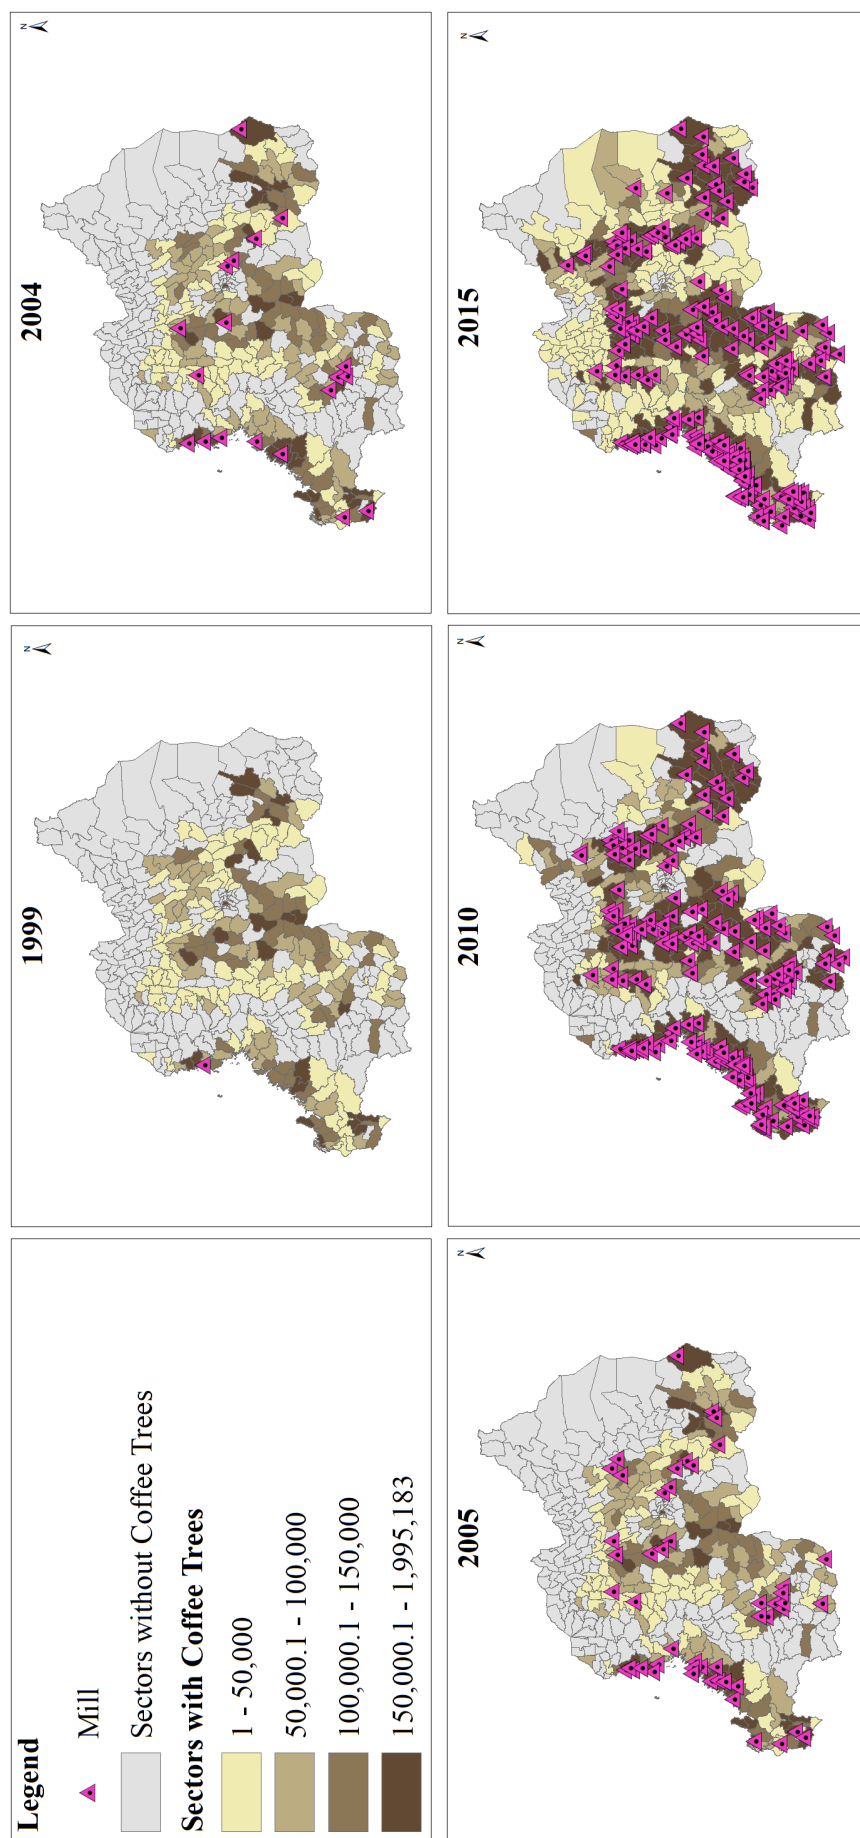 Legend
Mill
Sectors without Coffee Trees
Sectors with Coffee Trees
1 - 50,000
50,000.1 - 100,000
100,000.1 - 150,000
150,000.1 - 1,995,183
1999
N
2004
N
2005
N
2010
N
2015
N